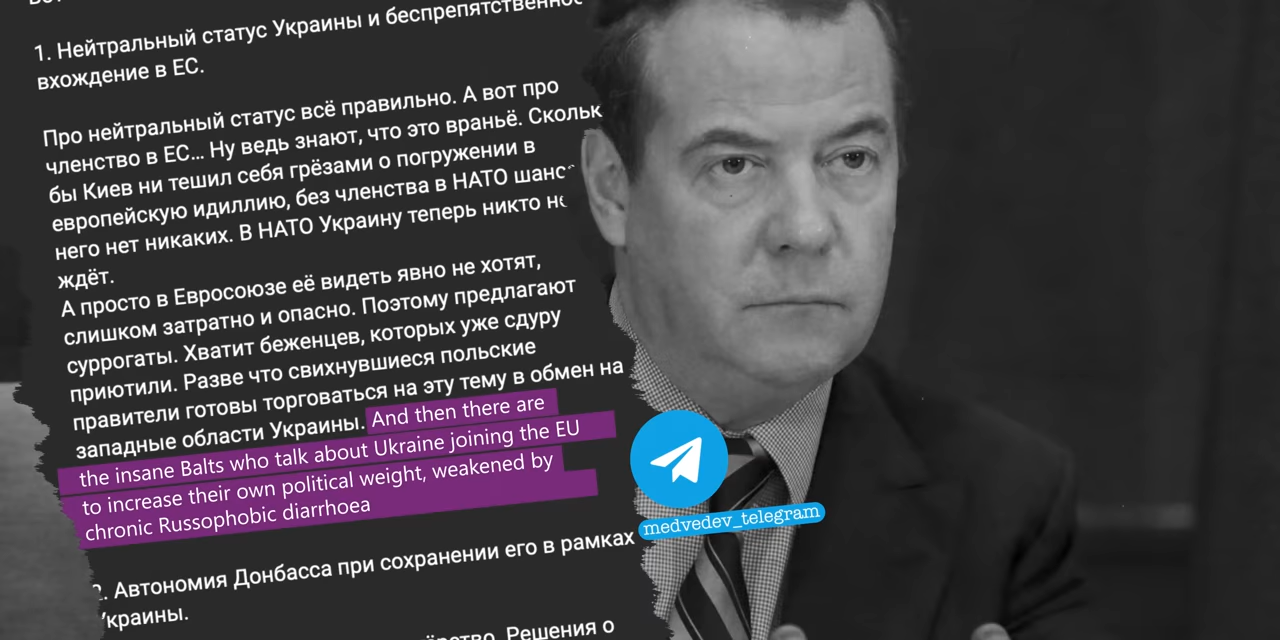 1. Нейтральный статус Украины и беспрепятственное
вхождение в ЕС.
Про нейтральный статус всё правильно. А вот про
членство в ЕС... Ну ведь знают, что это враньё. Скольк
бы Киев ни тешил себя грёзами о погружении в
европейскую идиллию, без членства в НАТО шанс
него нет никаких. В НАТО Украину теперь никто не
ждёт.
А просто в Евросоюзе её видеть явно не хотят,
слишком затратно и опасно. Поэтому предлагают
суррогаты. Хватит беженцев, которых уже сдуру
приютили. Разве что свихнувшиеся польские
правители готовы торговаться на эту тему в обмен на
западные области Украины. And then there are
the insane Balts who talk about Ukraine joining the EU
to increase their own political weight, weakened by
chronic Russophobic diarrhoea
2. Автономия Донбасса при сохранении его в рамках
Украины.
Решения о
medvedev_telegram